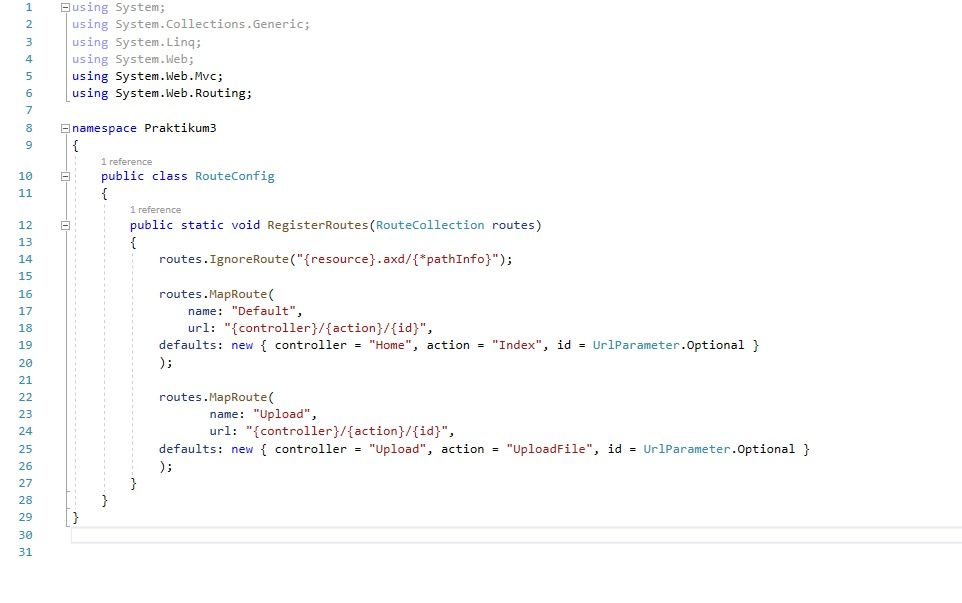 1 using System;
2 using System.Collections.Generic;
3 using System.Linq;
4 using System.Web;
5 using System.Web.Mvc;
6 using System.Web.Routing;
7
8 namespace Praktikum3
9 {
1 reference
10 public class RouteConfig
11 {
1 reference
12 public static void RegisterRoutes(RouteCollection routes)
13 {
14 routes.IgnoreRoute("{resource}.axd/{*pathInfo}");
15
16 routes.MapRoute(
17 name: "Default",
18 url: "{controller}/{action}/{id}",
19 defaults: new { controller = "Home", action = "Index", id = UrlParameter.Optional }
20 );
21
22 routes.MapRoute(
23 name: "Upload",
24 url: "{controller}/{action}/{id}",
25 defaults: new { controller = "Upload", action = "UploadFile", id = UrlParameter.Optional }
26 );
27 }
28 }
29 }
30
31